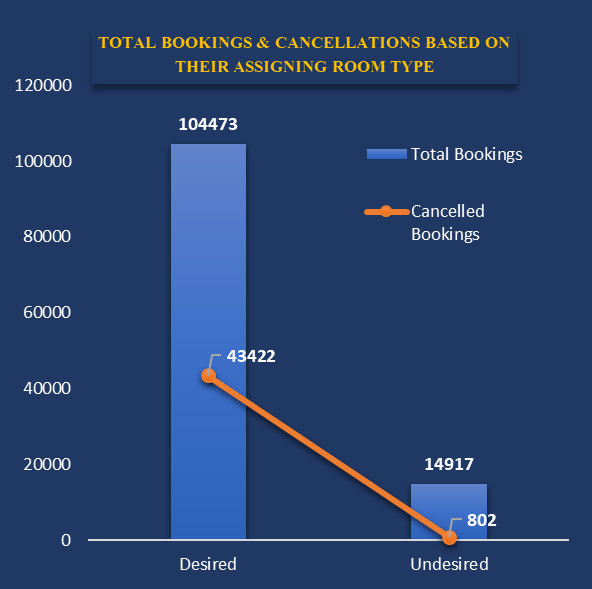 TOTAL BOOKINGS & CANCELLATIONS BASED ON
THEIR ASSIGNING ROOM TYPE
120000
100000
80000
60000
40000
20000
0
104473
43422
14917
802
Total Bookings
Cancelled
Bookings
Desired
Undesired